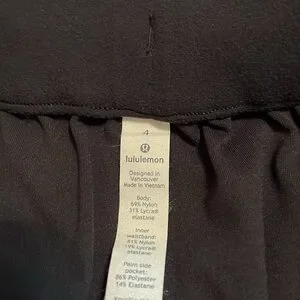 4
lululemon
Designed in
Vancouver
Made in Vietnam
Body:
69% Nylon
31% Lycra®
elastane
Inner
waistband:
81% Nylon
19% Lycra®
elastane
Palm side
pocket:
86% Polyester
14% Elastane